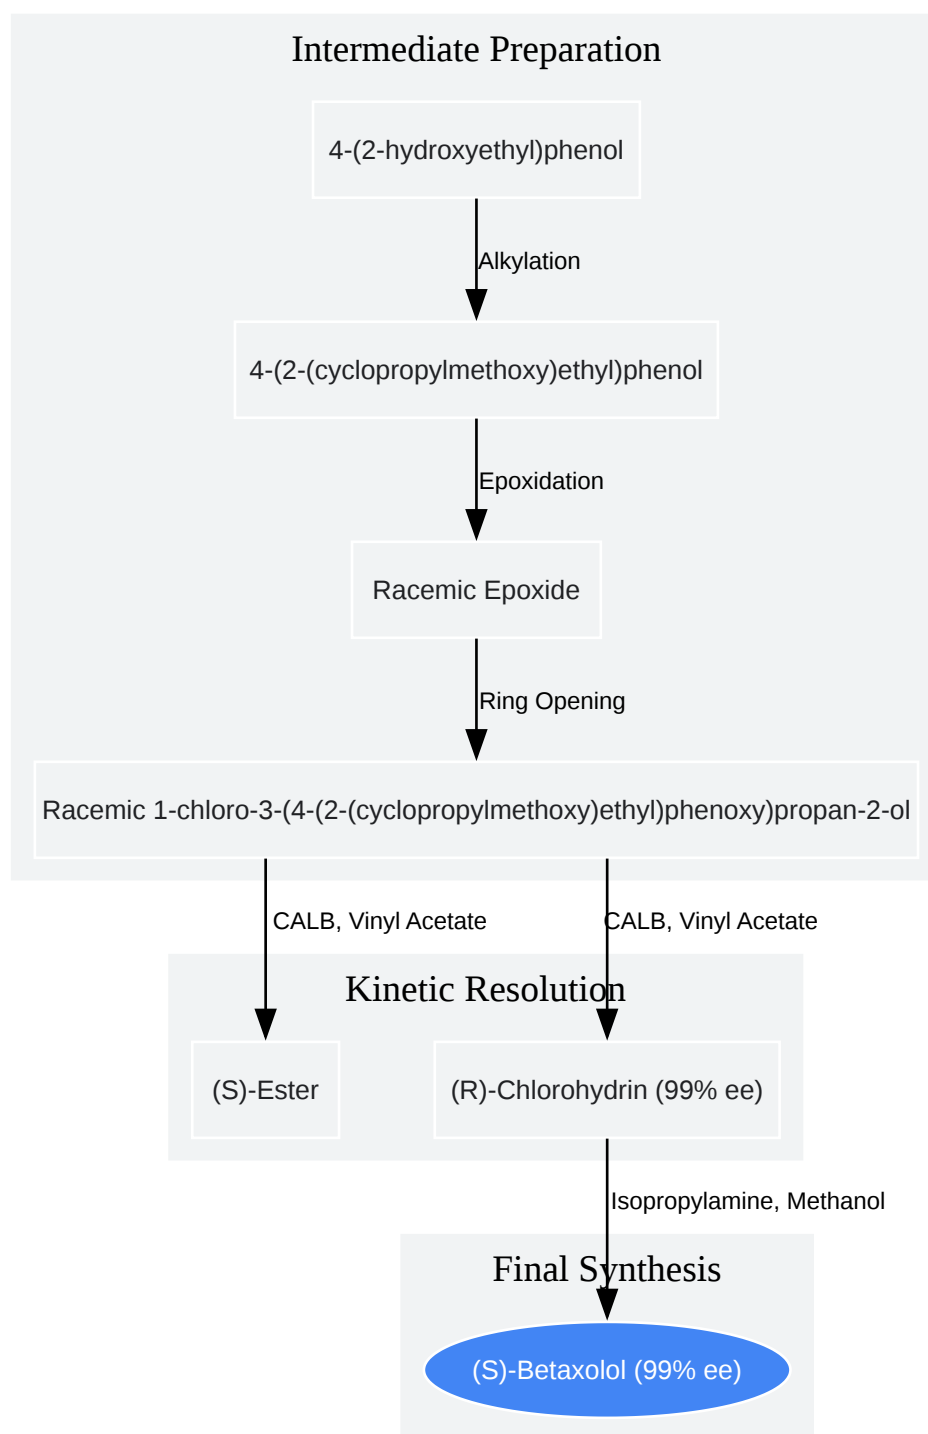 Intermediate Preparation
4-(2-hydroxyethyl)phenol
Alkylation
4-(2-(cyclopropylmethoxy)ethyl)phenol
Epoxidation
Racemic Epoxide
Ring Opening
Racemic 1-chloro-3-(4-(2-(cyclopropylmethoxy)ethyl)phenoxy)propan-2-ol
CALB, Vinyl Acetate
CALB, Vinyl Acetate
Kinetic Resolution
(S)-Ester
(R)-Chlorohydrin (99% ee)
Isopropylamine, Methanol
Final Synthesis
(S)-Betaxolol (99% ee)